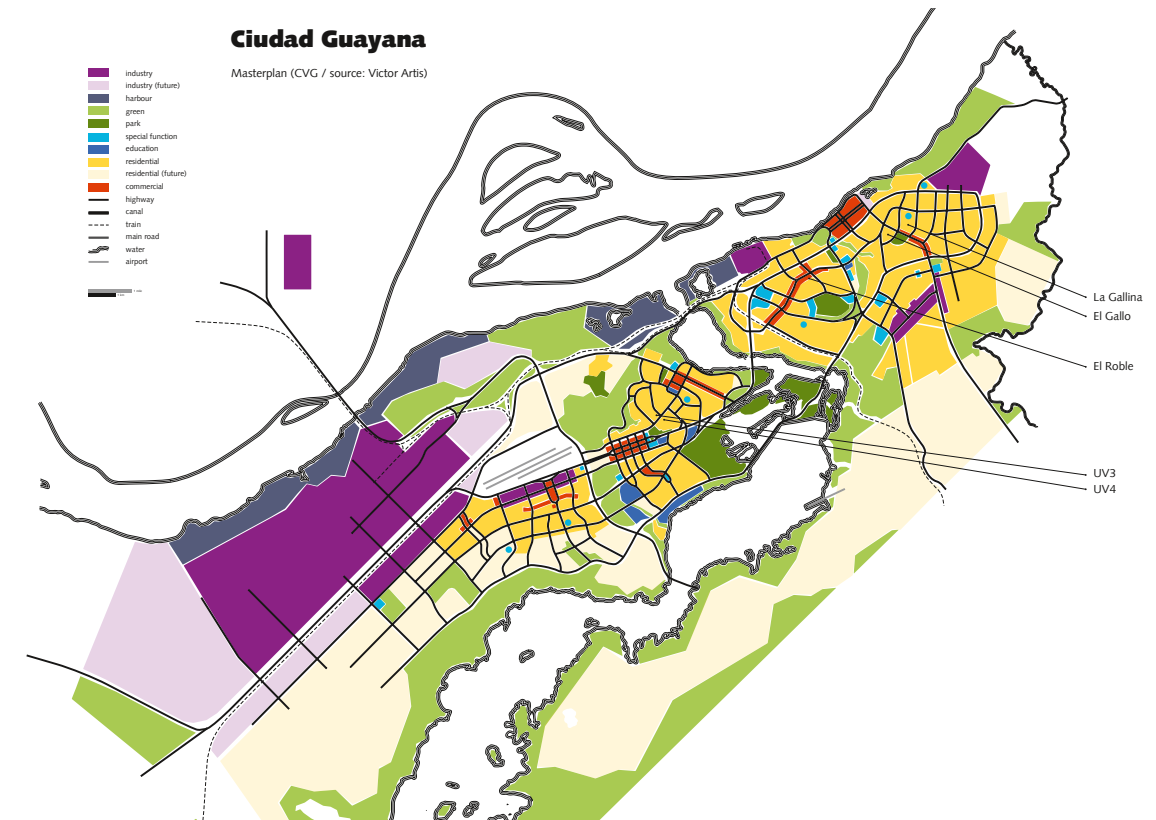 Ciudad Guayana
Masterplan (CVG / source: Victor Artis)
industry
industry (future)
harbour
green
park
special function
education
residential
residential (future)
commercial
highway
canal
train
main road
water
airport
La Gallina
El Gallo
El Roble
UV3
UV4